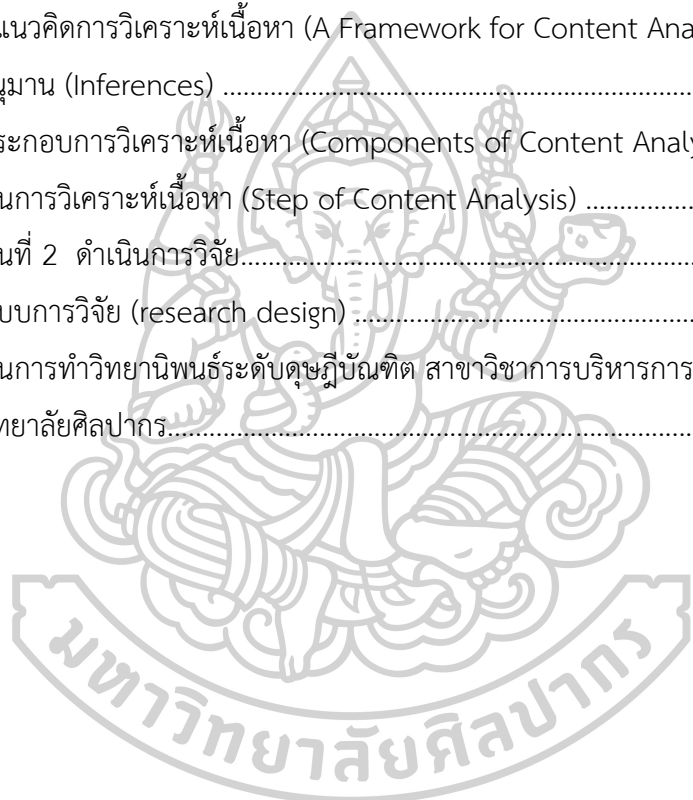 แนวคิดการวิเคราะห์เนื้อหา (A Framework for Content Ana
นุมาน (Inferences) ........................................................
ระกอบการวิเคราะห์เนื้อหา (Components of Content Analy
นการวิเคราะห์เนื้อหา (Step of Content Analysis) ..................
นที่ 2 ดำเนินการวิจัย........................................................
บบการวิจัย (research design) ............................................
นการทำวิทยานิพนธ์ระดับดุษฎีบัณฑิต สาขาวิชาการบริหารการ
ทยาลัยศิลปากร................................................................
มหาวิทยาลัยศิลปากร